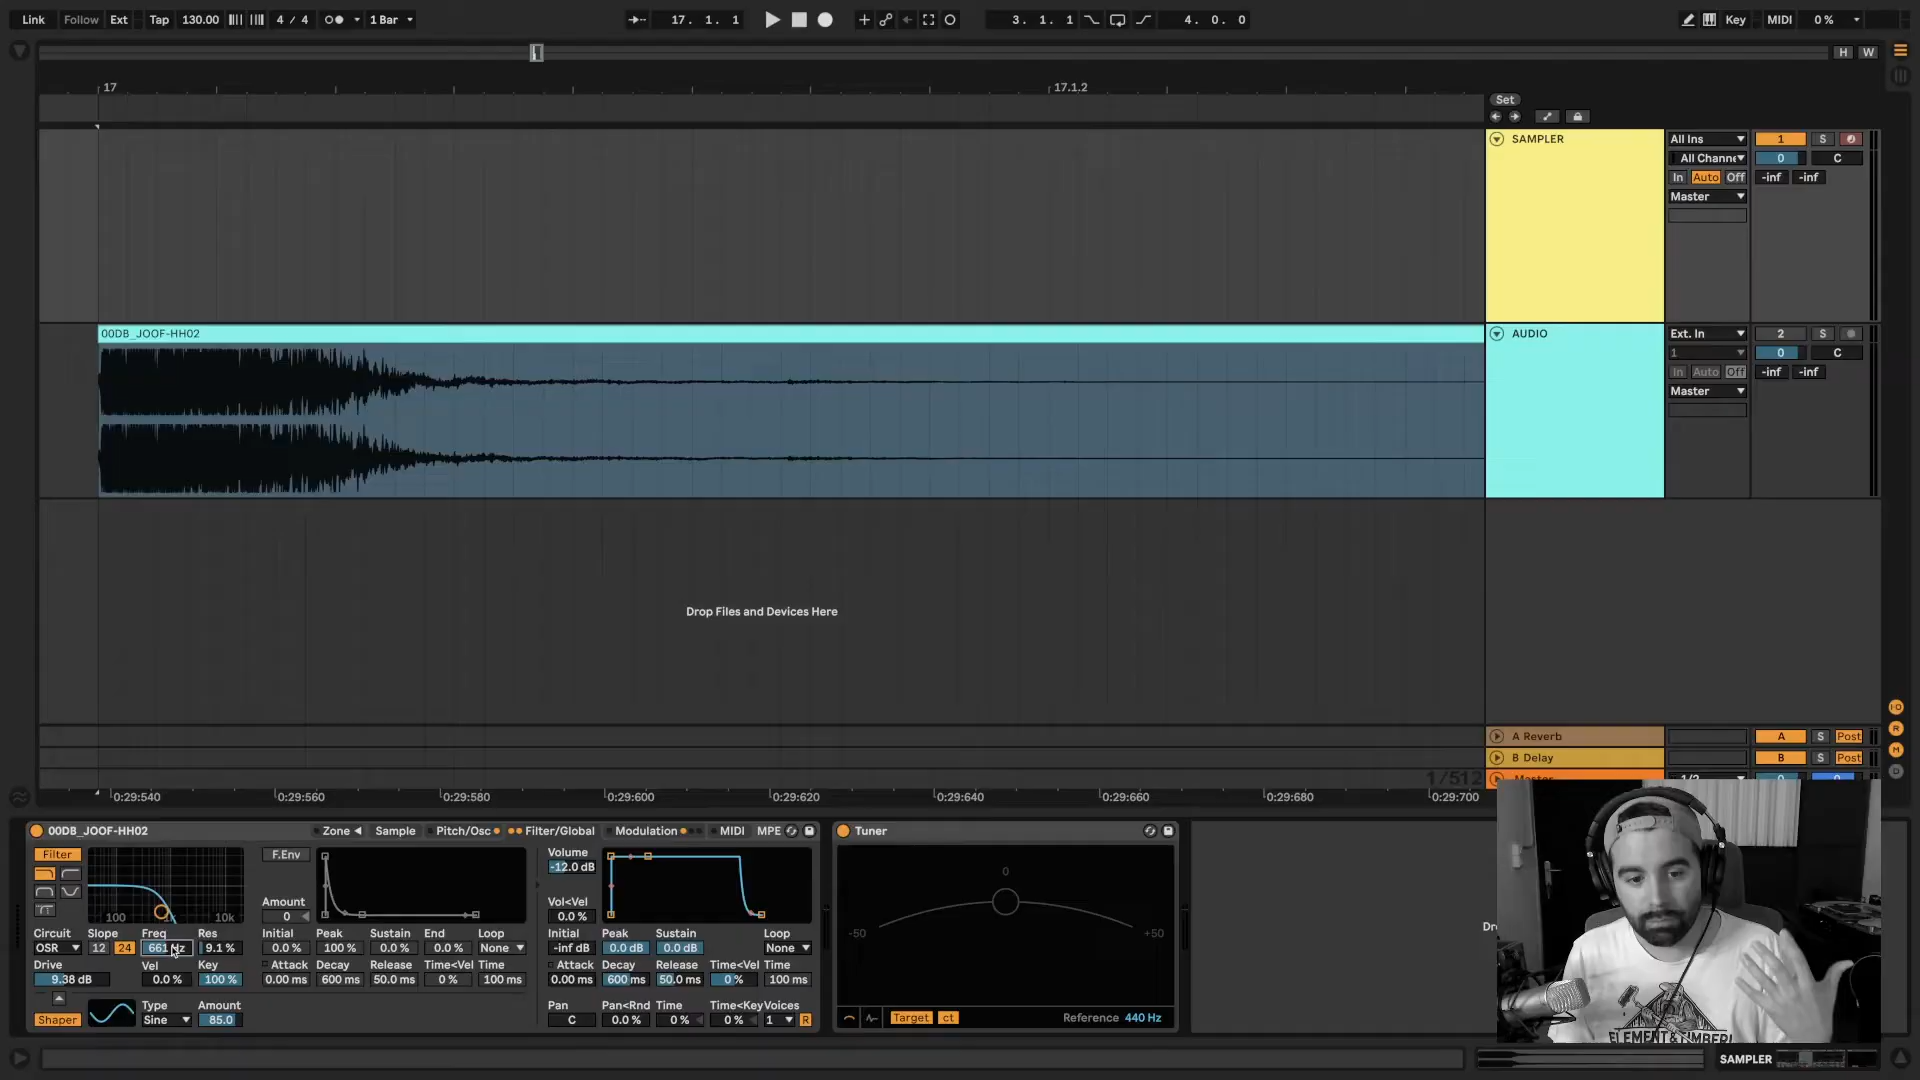 Link Follow Ext Tap 130.00 4 / 4 1 Bar 17. 1. 1 3. 1. 1 4. 0. 0 Key MIDI 0 %
H W
17 17.1.2
Set
SAMPLER All Ins 1 S
All Channe 0 C
In Auto Off -inf -inf
Master
00DB_JOOF-HH02 AUDIO Ext. In 2 S
1 0 C
In Auto Off -inf -inf
Master
Drop Files and Devices Here
A Reverb A S Post
B Delay B S Post
1/512 Master 1/2 0 0
0:29:540 0:29:560 0:29:580 0:29:600 0:29:620 0:29:640 0:29:660 0:29:680 0:29:700
00DB_JOOF-HH02 Zone Sample Pitch/Osc Filter/Global Modulation MIDI MPE Tuner
Filter F.Env Volume
-12.0 dB 0
100 1k 10k Amount Vol<Vel
0 0.0 % -50 +50
Circuit Slope Freq Res Initial Peak Sustain End Loop Initial Peak Sustain Loop
OSR 12 24 661 Hz 9.1 % 0.0 % 100 % 0.0 % 0.0 % None -inf dB 0.0 dB 0.0 dB None
Drive Vel Key Attack Decay Release Time<Vel Time Attack Decay Release Time<Vel Time
9.38 dB 0.0 % 100 % 0.00 ms 600 ms 50.0 ms 0 % 100 ms 0.00 ms 600 ms 50.0 ms 0 % 100 ms
Type Amount Pan Pan<Rnd Time Time<Key Voices
Shaper Sine 85.0 C 0.0 % 0 % 0 % 1 R Target ct Reference 440 Hz
ELEMENT & TIMBER
SAMPLER